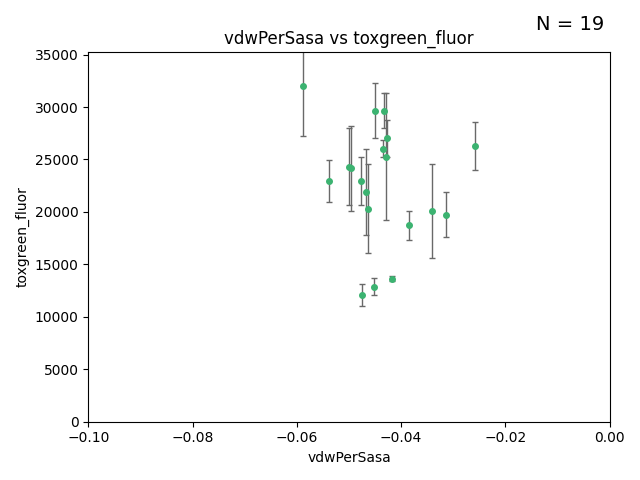 N = 19
vdwPerSasa vs toxgreen_fluor
35000
30000
25000
20000
15000
10000
5000
0
toxgreen_fluor
−0.10 −0.08 −0.06 −0.04 −0.02 0.00
vdwPerSasa